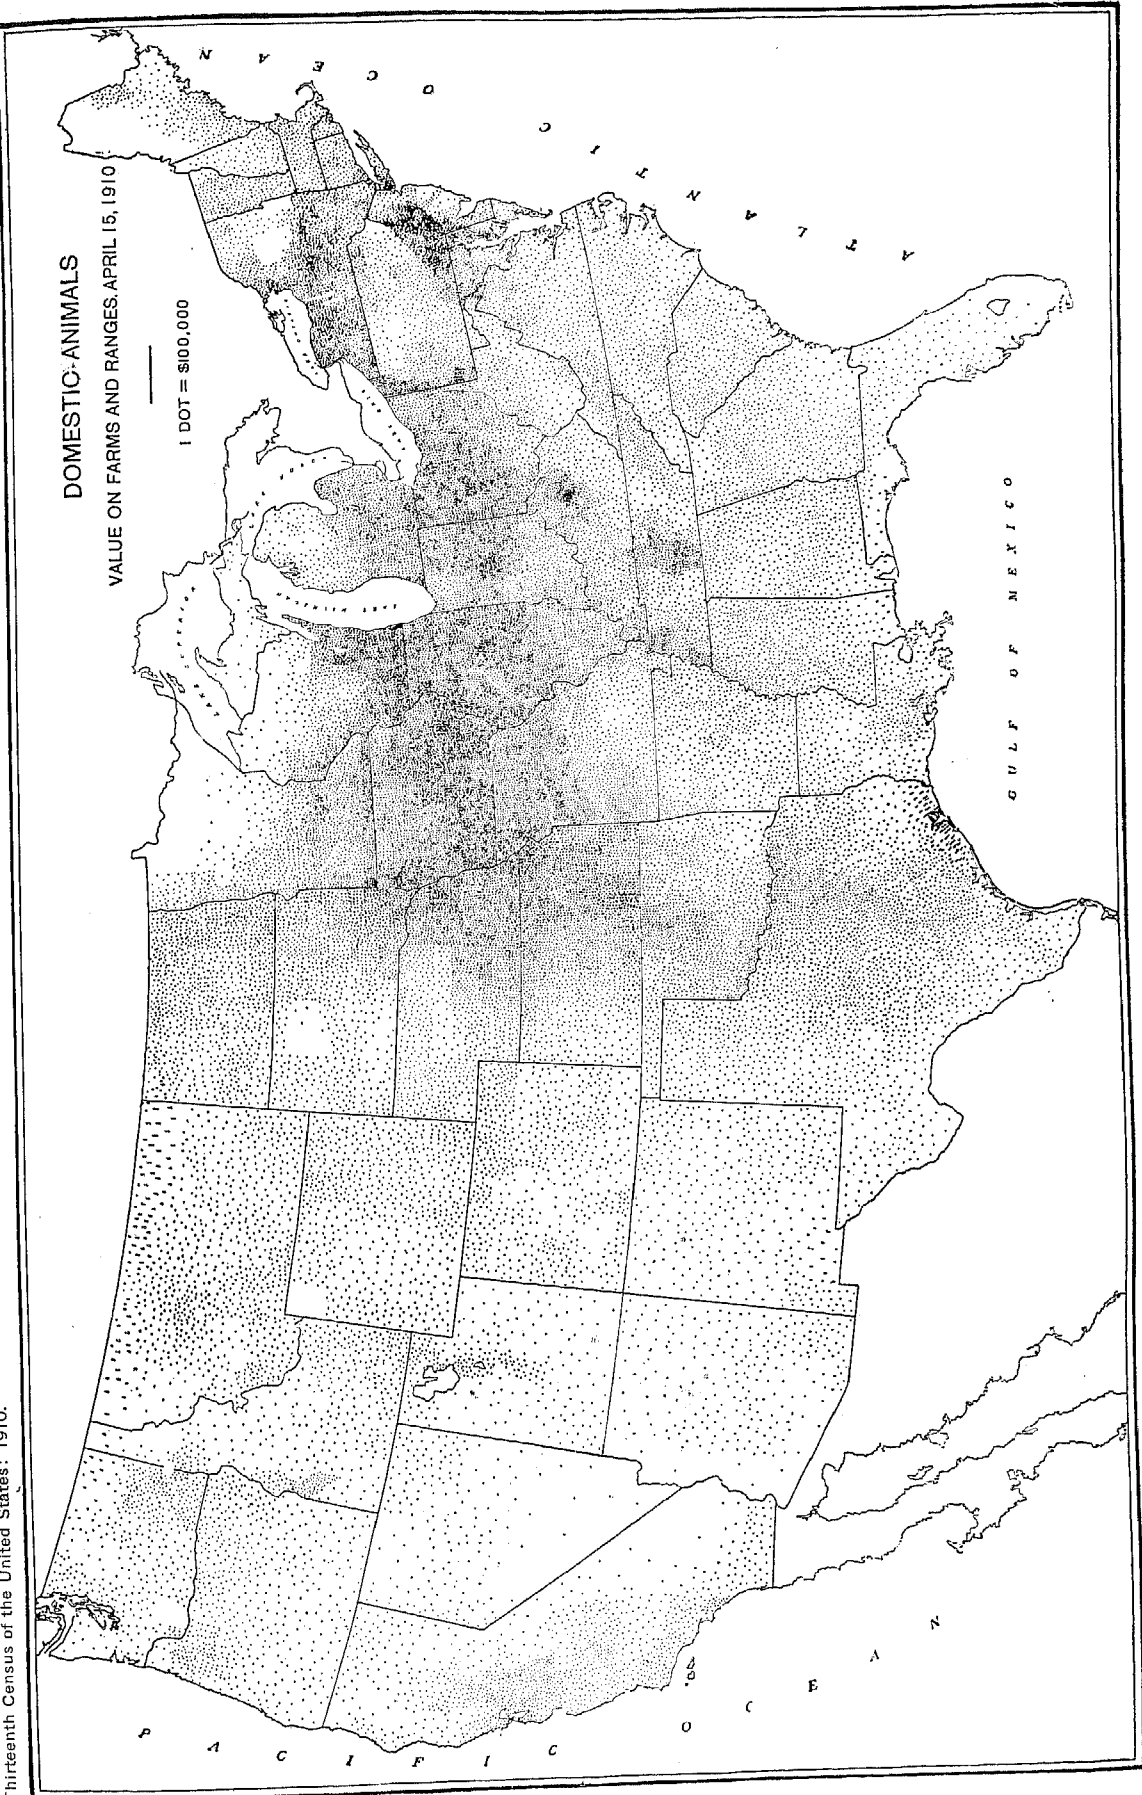 Thirteenth Census of the United States: 1910.
DOMESTIC ANIMALS
VALUE ON FARMS AND RANGES. APRIL 15, 1910
1 DOT = $100,000
ATLANTIC OCEAN
GULF OF MEXICO
PACIFIC OCEAN